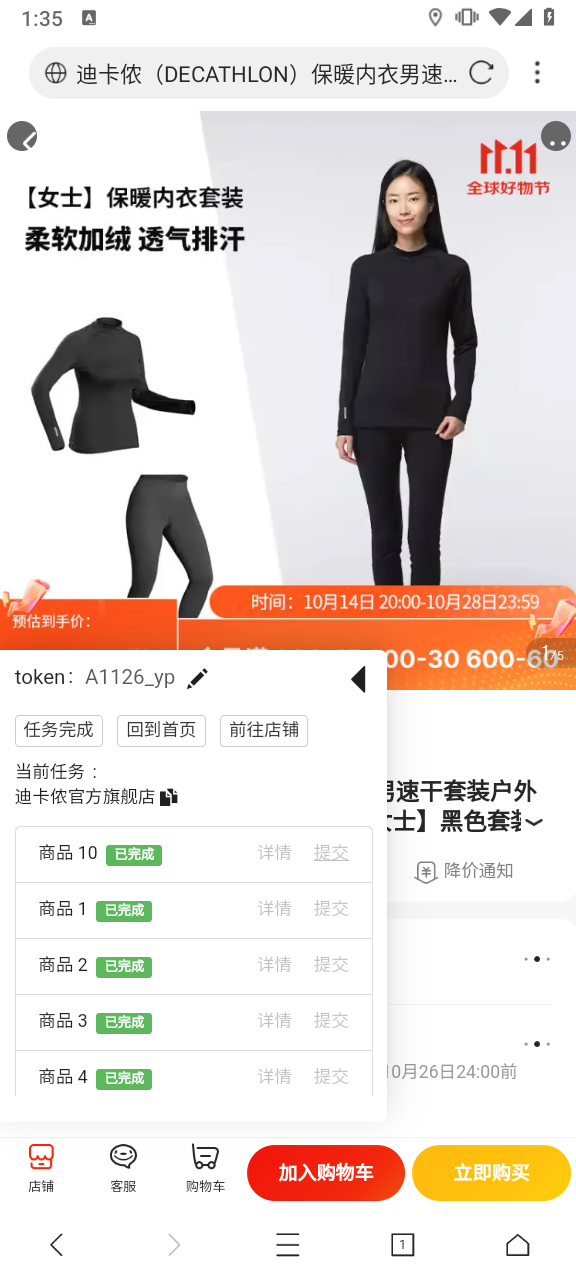 1:35
A
迪卡侬（DECATHLON）保暖内衣男速...
11.11
全球好物节
【女士】保暖内衣套装
柔软加绒 透气排汗
时间：10月14日 20:00-10月28日23:59
预估到手价：
00-30 600-60
1/5
token：A1126_yp
任务完成 回到首页 前往店铺
当前任务：
迪卡侬官方旗舰店
男速干套装户外
女士】黑色套装
降价通知
商品 10 已完成 详情 提交
商品 1 已完成 详情 提交
商品 2 已完成 详情 提交
商品 3 已完成 详情 提交
商品 4 已完成 详情 提交
10月26日24:00前
店铺 客服 购物车 加入购物车 立即购买
1